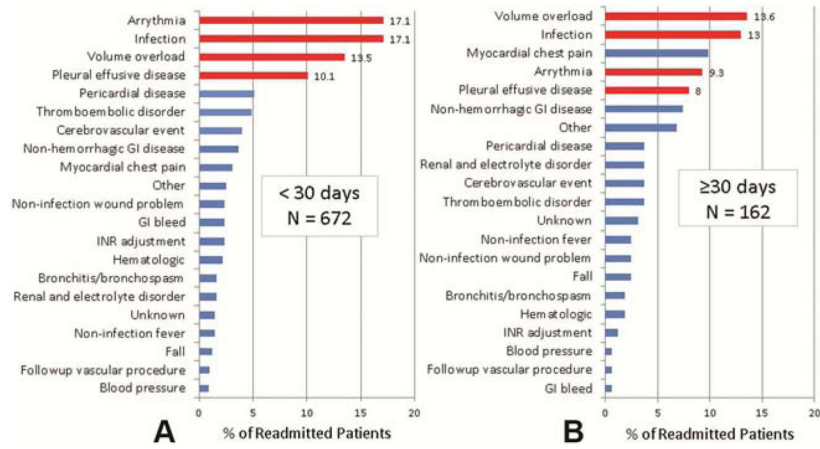 Arrythmia 17.1
Infection 17.1
Volume overload 13.5
Pleural effusive disease 10.1
Pericardial disease
Thromboembolic disorder
Cerebrovascular event
Non-hemorrhagic GI disease
Myocardial chest pain
Other
Non-infection wound problem
GI bleed
INR adjustment
Hematologic
Bronchitis/bronchospasm
Renal and electrolyte disorder
Unknown
Non-infection fever
Fall
Followup vascular procedure
Blood pressure
< 30 days
N = 672
0 5 10 15 20
A
% of Readmitted Patients
Volume overload 13.6
Infection 13
Myocardial chest pain
Arrythmia 9.3
Pleural effusive disease 8
Non-hemorrhagic GI disease
Other
Pericardial disease
Renal and electrolyte disorder
Cerebrovascular event
Thromboembolic disorder
Unknown
Non-infection fever
Non-infection wound problem
Fall
Bronchitis/bronchospasm
Hematologic
INR adjustment
Blood pressure
Followup vascular procedure
GI bleed
≥30 days
N = 162
0 5 10 15 20
B
% of Readmitted Patients